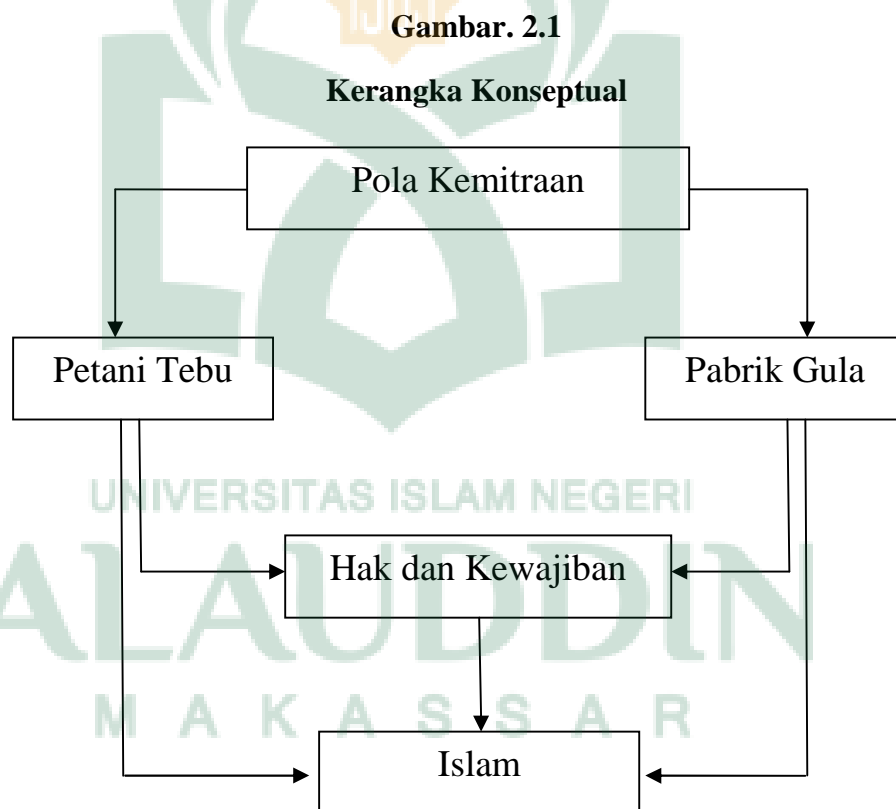 Gambar. 2.1
Kerangka Konseptual
Pola Kemitraan
Petani Tebu
Pabrik Gula
UNIVERSITAS ISLAM NEGERI
Hak dan Kewajiban
ALAUDDIN
MAKASSAR
Islam